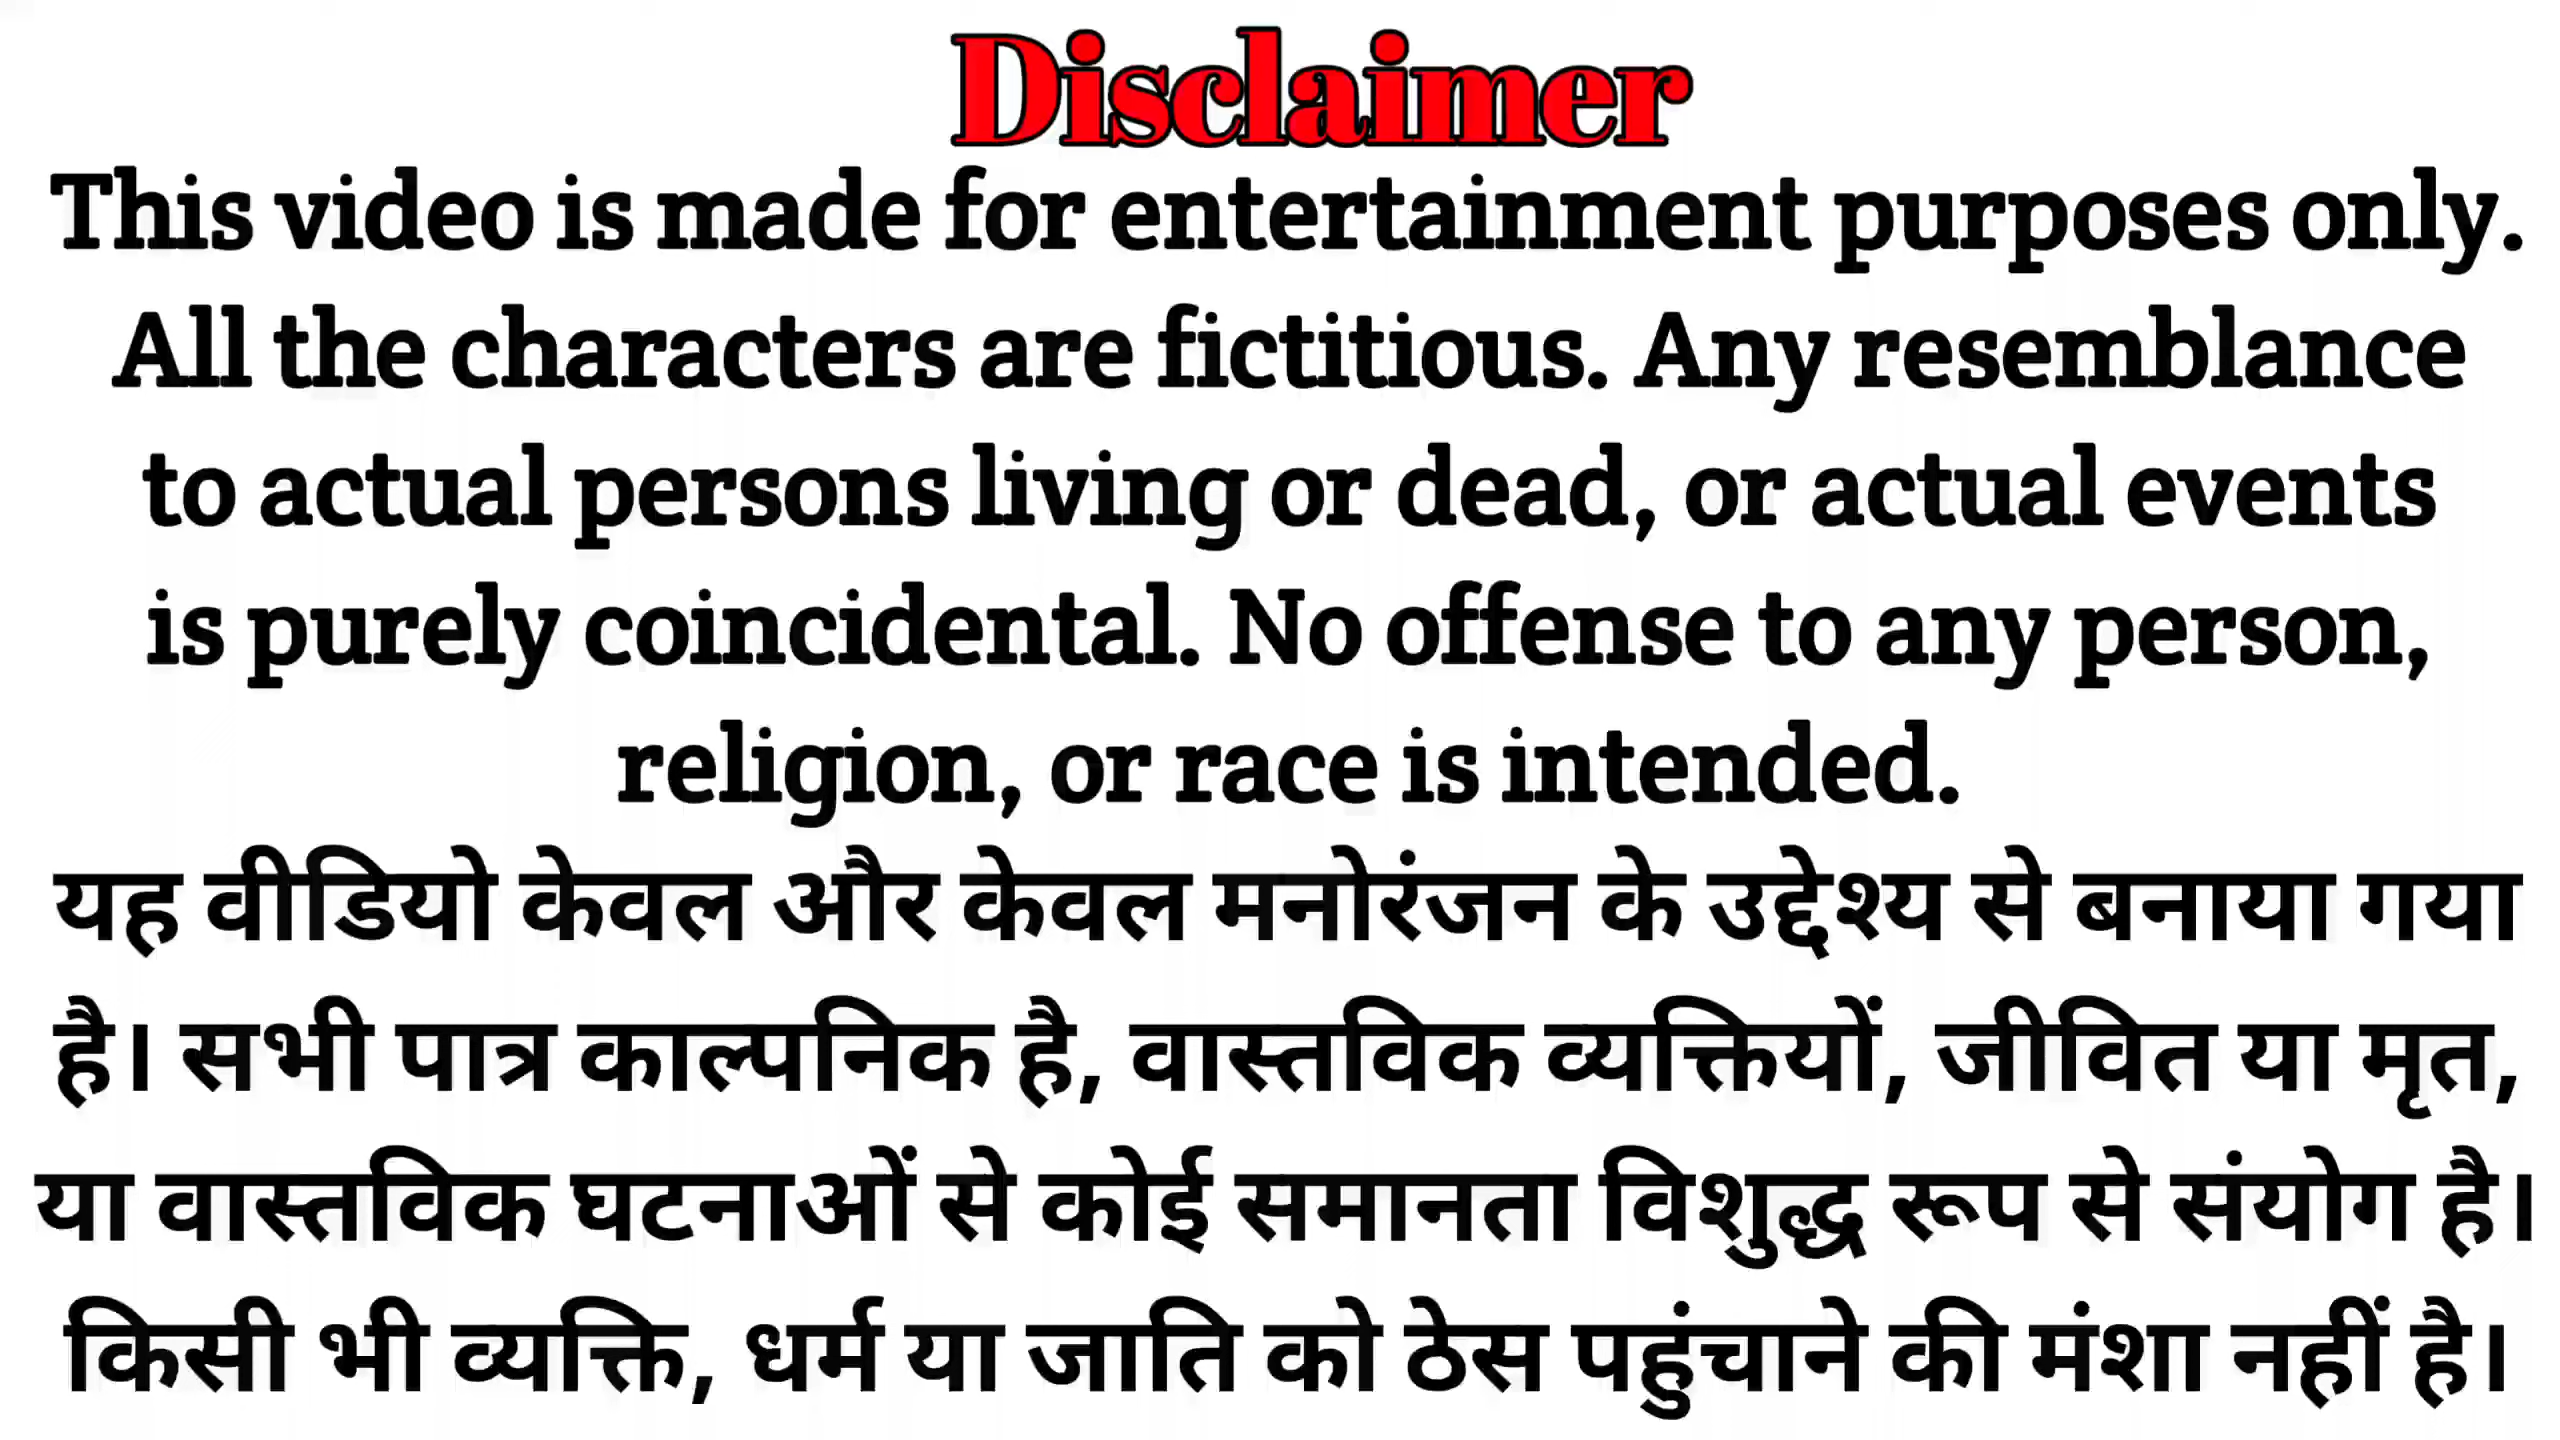 Disclaimer
This video is made for entertainment purposes only.
All the characters are fictitious. Any resemblance
to actual persons living or dead, or actual events
is purely coincidental. No offense to any person,
religion, or race is intended.
यह वीडियो केवल और केवल मनोरंजन के उद्देश्य से बनाया गया
है। सभी पात्र काल्पनिक है, वास्तविक व्यक्तियों, जीवित या मृत,
या वास्तविक घटनाओं से कोई समानता विशुद्ध रूप से संयोग है।
किसी भी व्यक्ति, धर्म या जाति को ठेस पहुंचाने की मंशा नहीं है।